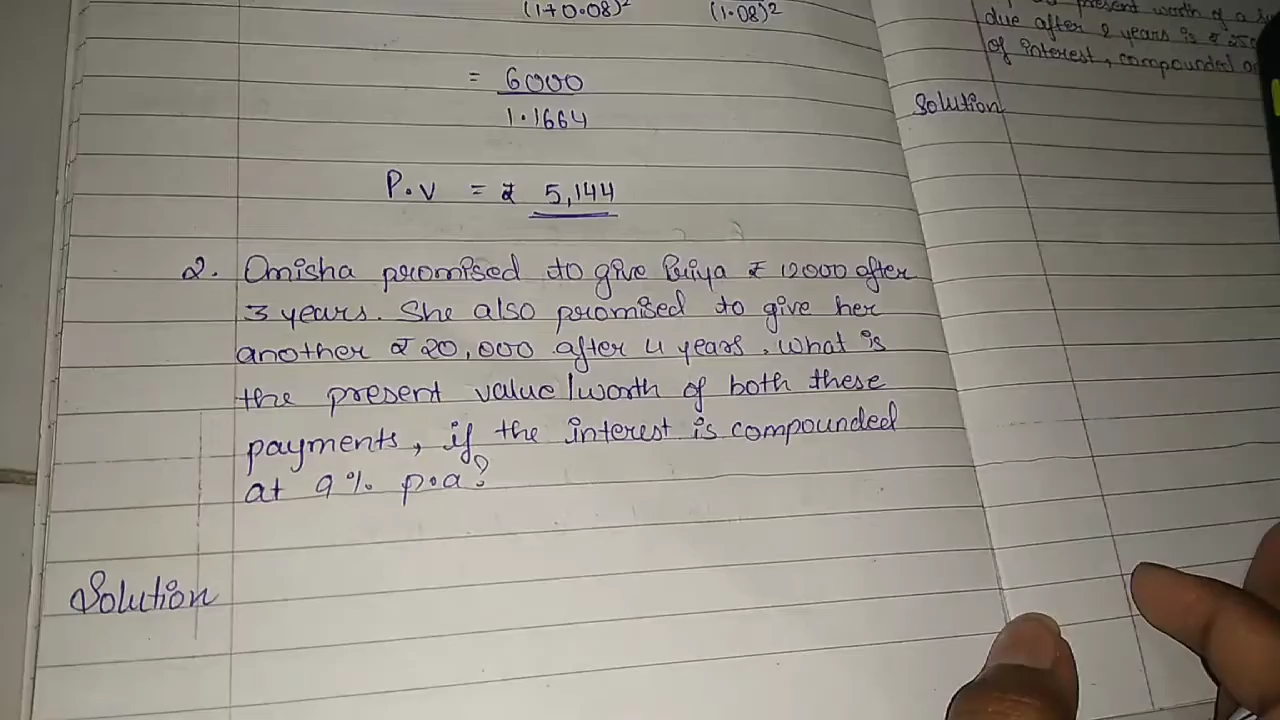 (1+0.08)² (1.08)²
= 6000
1.1664
P.V = ₹ 5,144
2. Omisha promised to give Priya ₹ 12000 after
3 years. She also promised to give her
another ₹ 20,000 after 4 years. What is
the present value/worth of both these
payments, if the interest is compounded
at 9% p.a?
Solution
present worth of a
due after 2 years is ₹
of interest, compounded
Solution